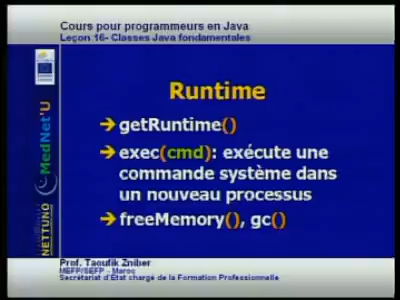 Cours pour programmeurs en Java
Leçon 16- Classes Java fondamentales
Runtime
getRuntime()
exec(cmd): exécute une
commande système dans
un nouveau processus
freeMemory(), gc()
MedNet'U
NETTUNO
Prof. Taoufik Zniber
MEFP/SEFP - Maroc
Secrétariat d'État chargé de la Formation Professionnelle